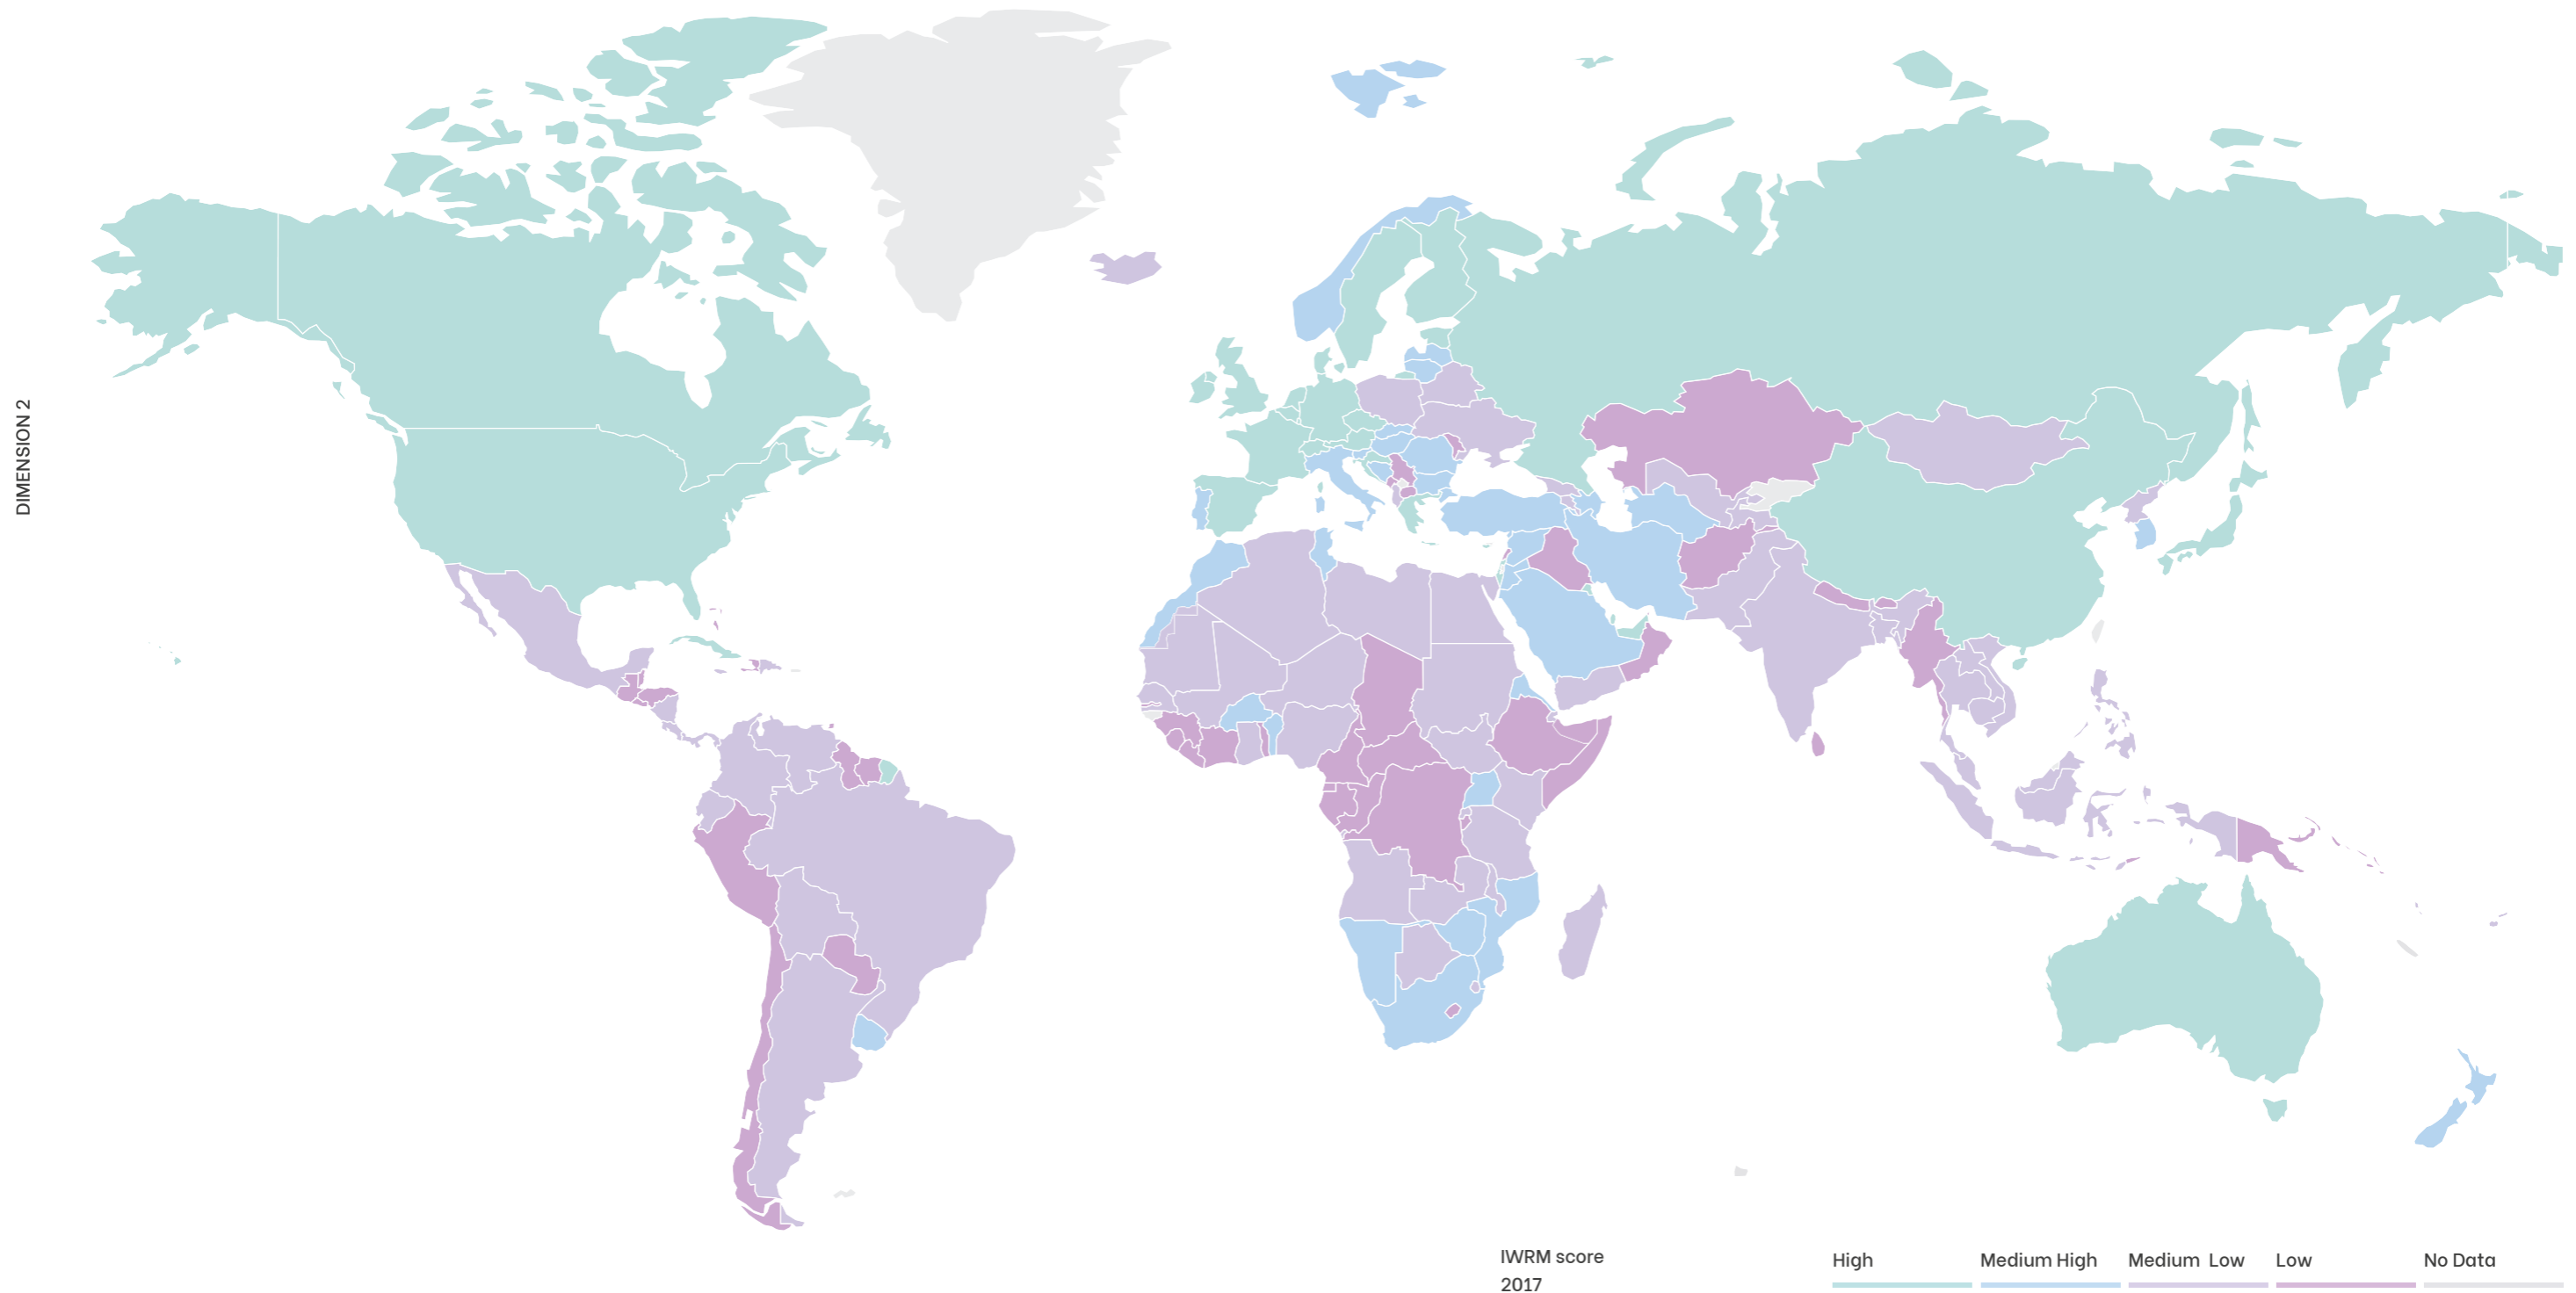 DIMENSION 2
IWRM score
2017
High
Medium High
Medium Low
Low
No Data